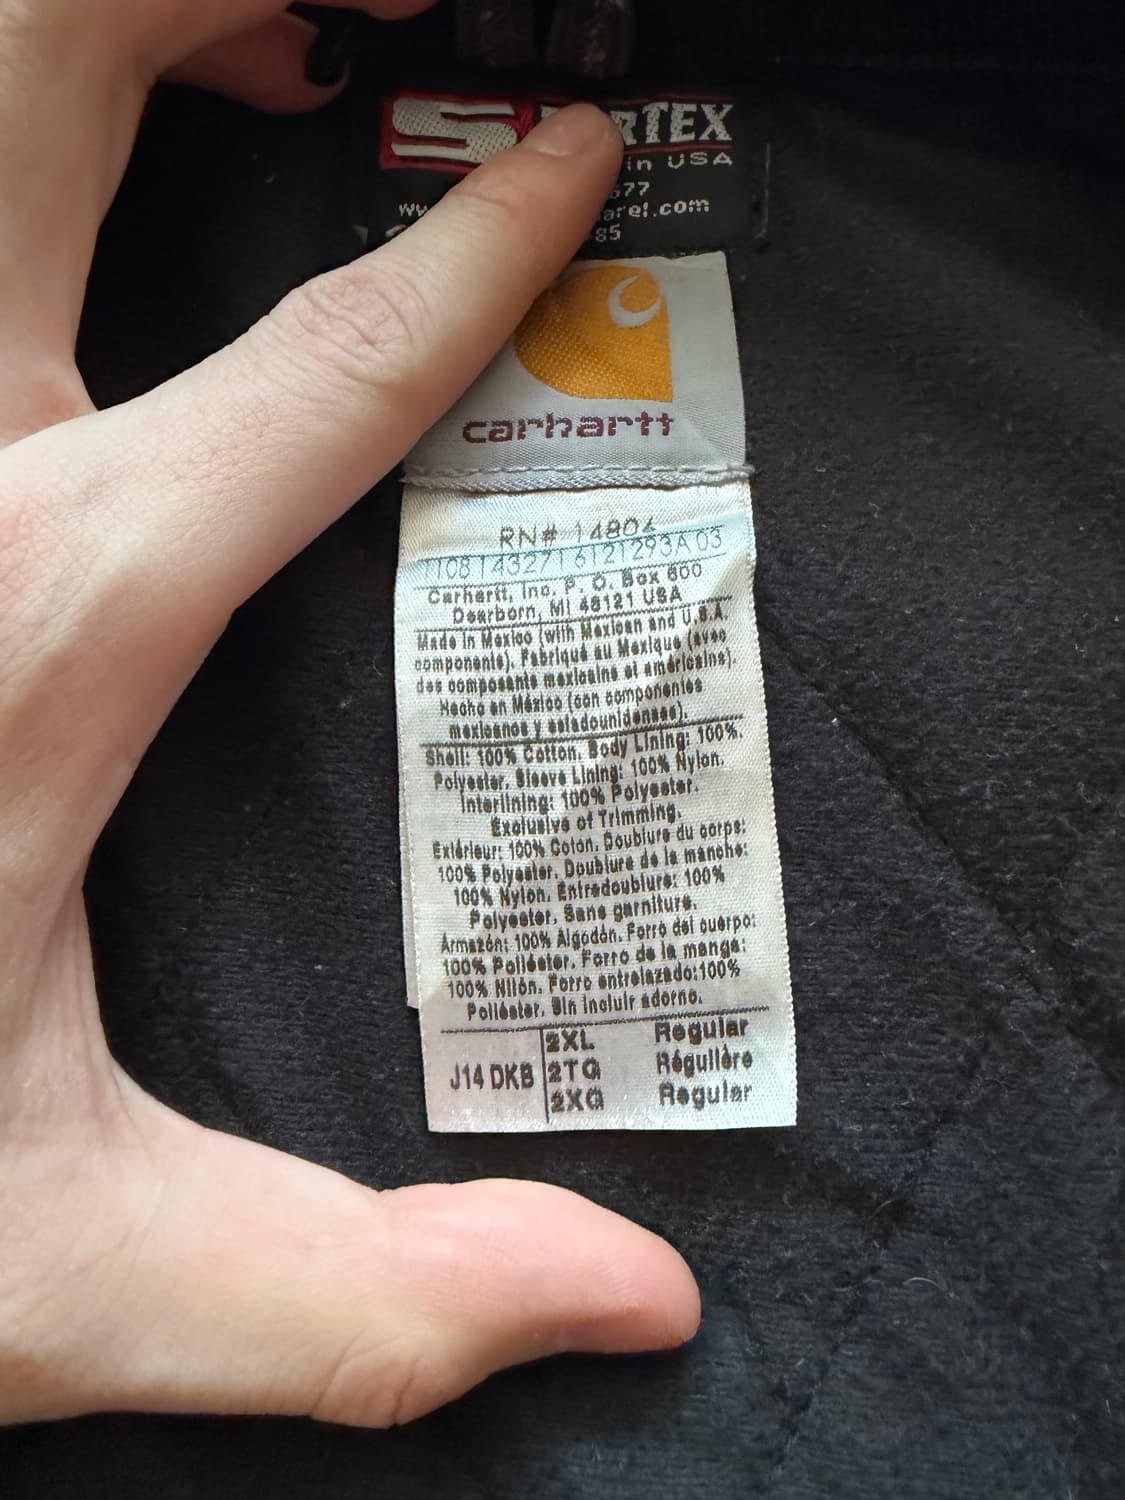 in USA
arel.com
carhartt
RN# 14806
1108143271 6121293A 03
Carhartt, Inc. P. O. Box 600
Dearborn, MI 48121 USA
Made in Mexico (with Mexican and U.S.A.
components). Fabriqué au Mexique (avec
des composants mexicains et américains).
Hecho en México (con componentes
mexicanos y estadounidenses).
Shell: 100% Cotton. Body Lining: 100%
Polyester. Sleeve Lining: 100% Nylon.
Interlining: 100% Polyester.
Exclusive of Trimming.
Extérieur: 100% Coton. Doublure du corps:
100% Polyester. Doublure de la manche:
100% Nylon. Entredoublure: 100%
Polyester. Sans garniture.
Armazón: 100% Algodón. Forro del cuerpo:
100% Poliéster. Forro de la manga:
100% Nilón. Forro entrelazado:100%
Poliéster. Sin incluir adorno.
J14 DKB 2XL Regular
2TG Régulière
2XG Regular